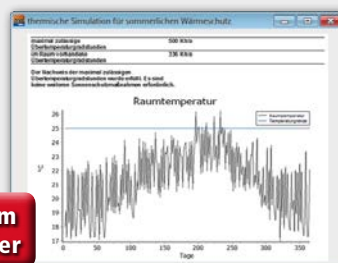 thermische Simulation für sommerlichen Wärmeschutz
maximal zulässige 500 Kh/a
Übertemperaturgradstunden
im Raum vorhandene 336 Kh/a
Übertemperaturgradstunden
Der Nachweis der maximal zulässigen
Übertemperaturgradstunden wurde erfüllt. Es sind
keine weiteren Sonnenschutzmaßnahmen erforderlich.
Raumtemperatur
Raumtemperatur
Temperaturgrenze
26
25
24
23
22
21
20
19
18
17
°C
0 50 100 150 200 250 300 350
Tage
m
er